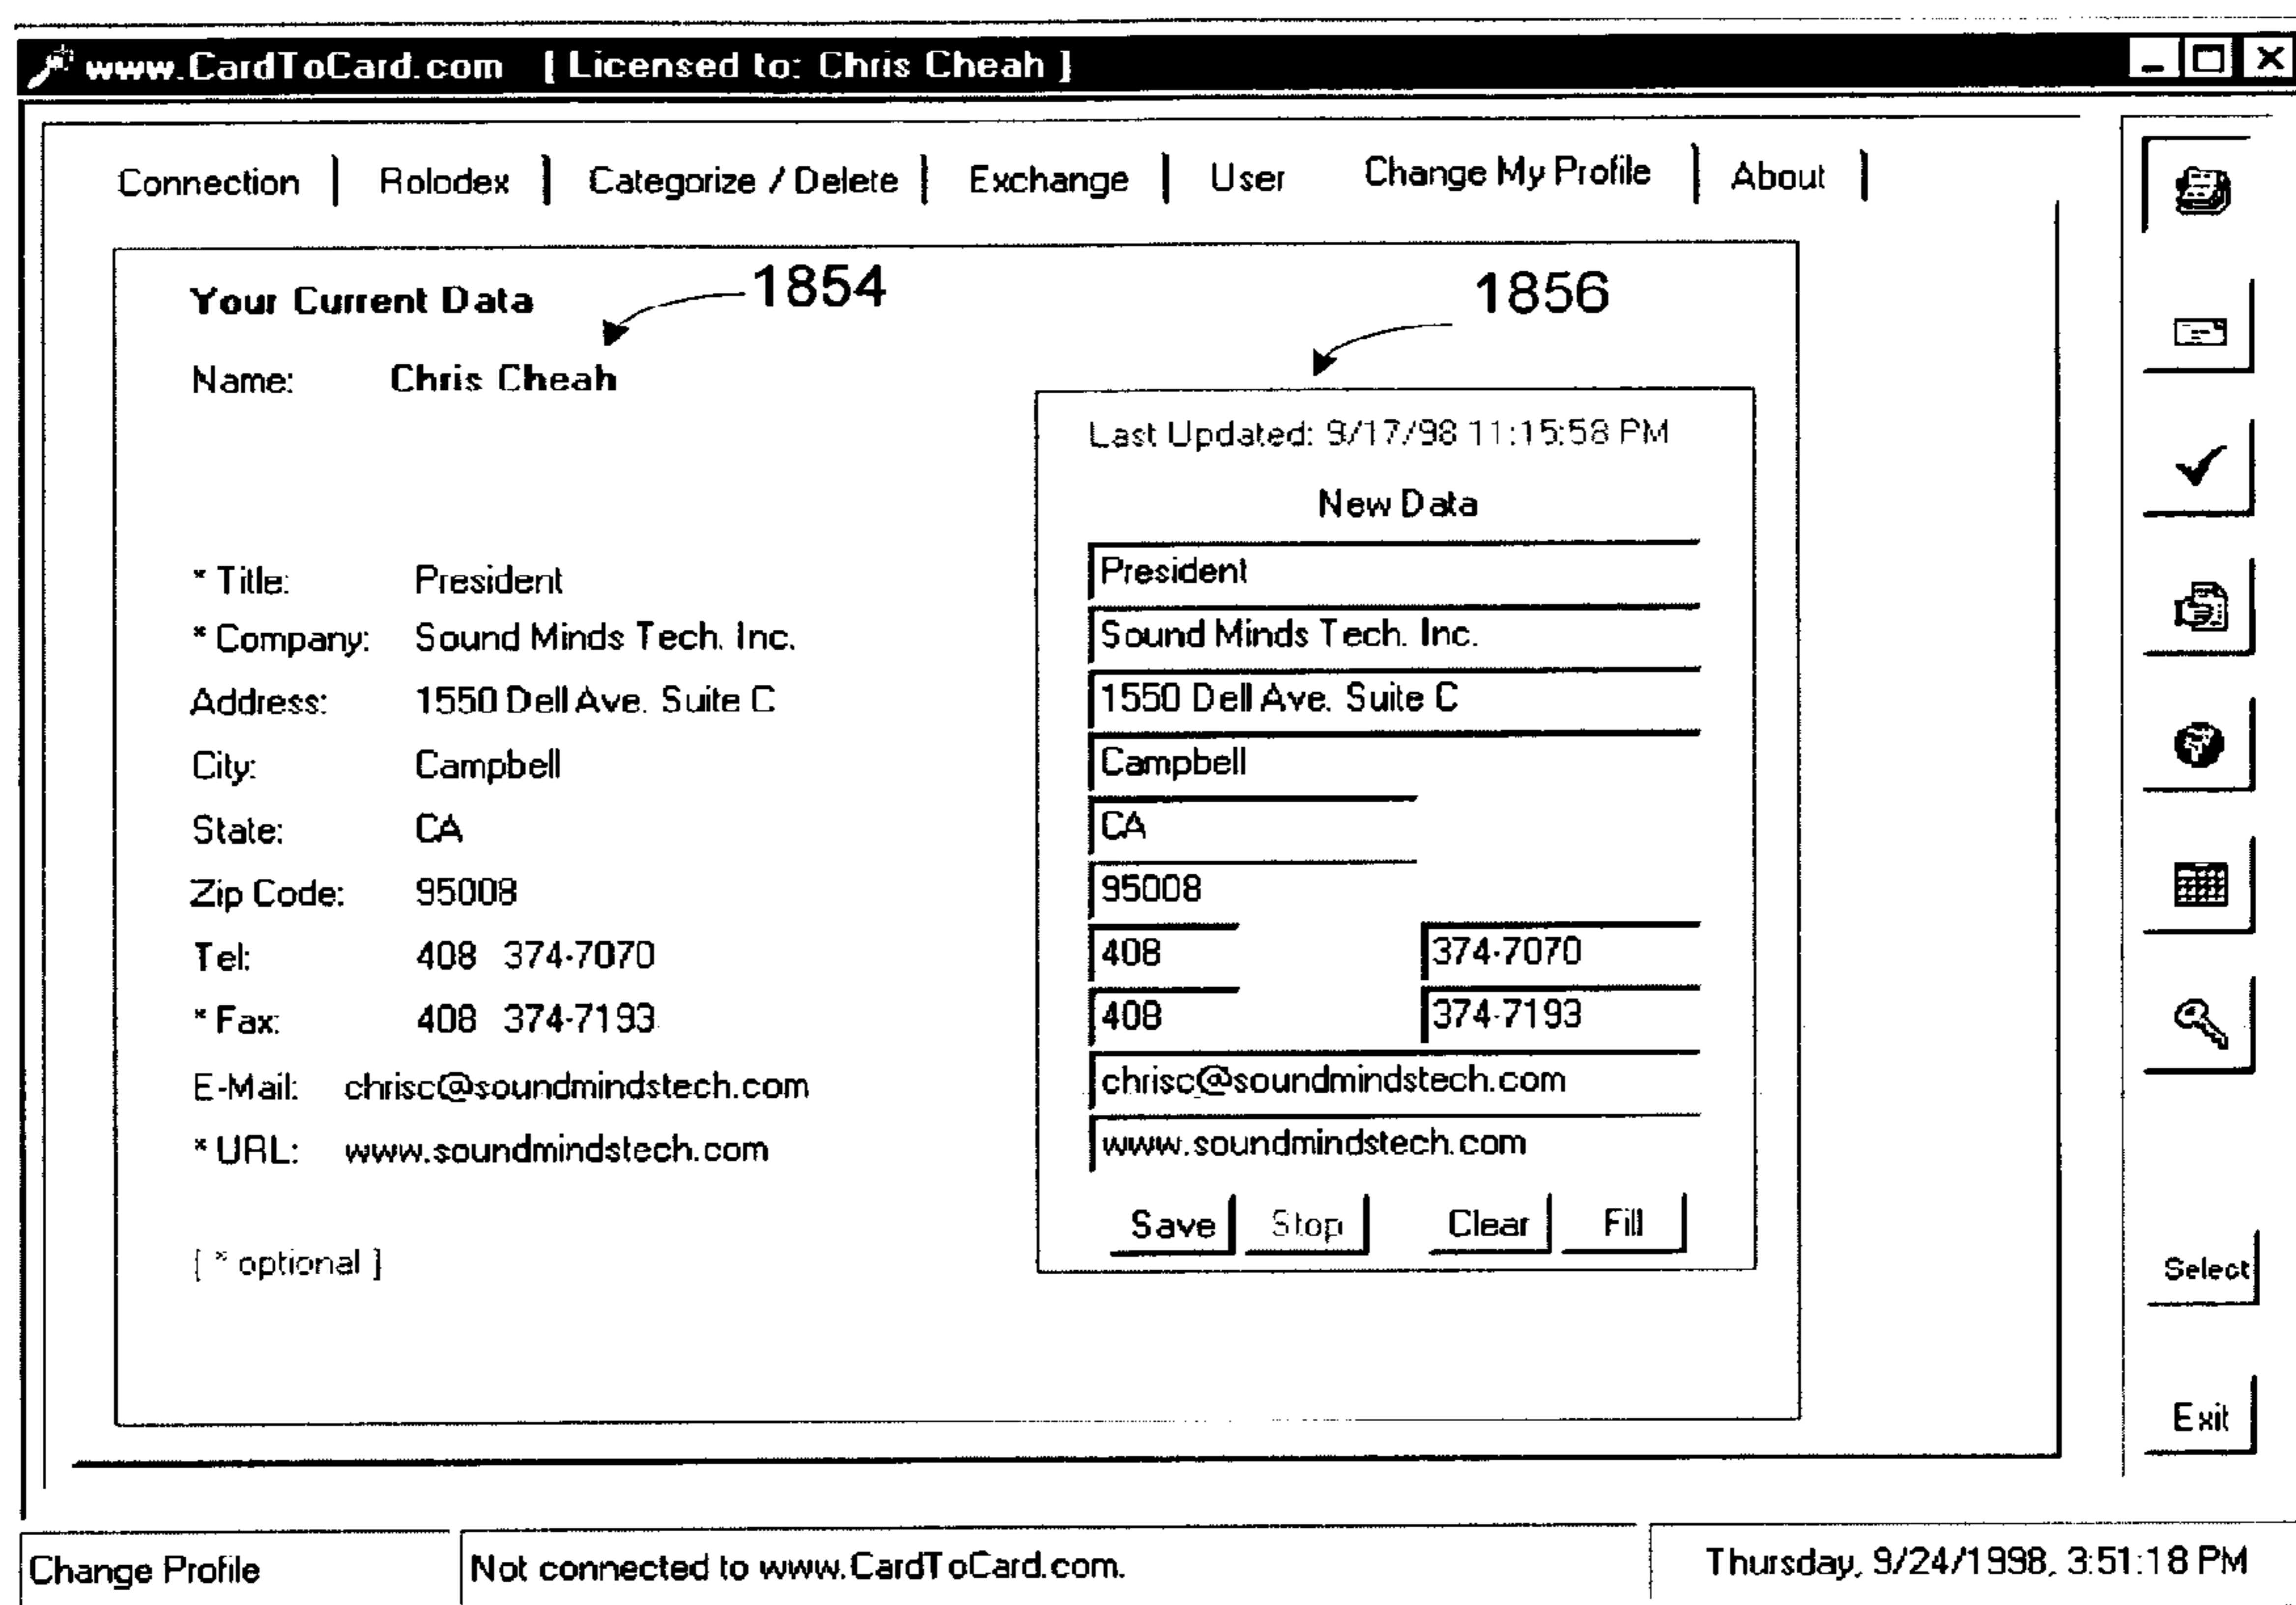 www.CardToCard.com [ Licensed to: Chris Cheah ]
Connection | Rolodex | Categorize / Delete | Exchange | User Change My Profile | About |
Your Current Data
1854
1856
Name: Chris Cheah
Last Updated: 9/17/98 11:15:58 PM
New Data
* Title: President
President
* Company: Sound Minds Tech. Inc.
Sound Minds Tech. Inc.
Address: 1550 Dell Ave. Suite C
1550 Dell Ave. Suite C
City: Campbell
Campbell
State: CA
CA
Zip Code: 95008
95008
Tel: 408 374-7070
408 374-7070
* Fax: 408 374-7193
408 374-7193
E-Mail: chrisc@soundmindstech.com
chrisc@soundmindstech.com
* URL: www.soundmindstech.com
www.soundmindstech.com
Save Stop Clear Fill
[ * optional ]
Select
Exit
Change Profile
Not connected to www.CardToCard.com.
Thursday, 9/24/1998, 3:51:18 PM